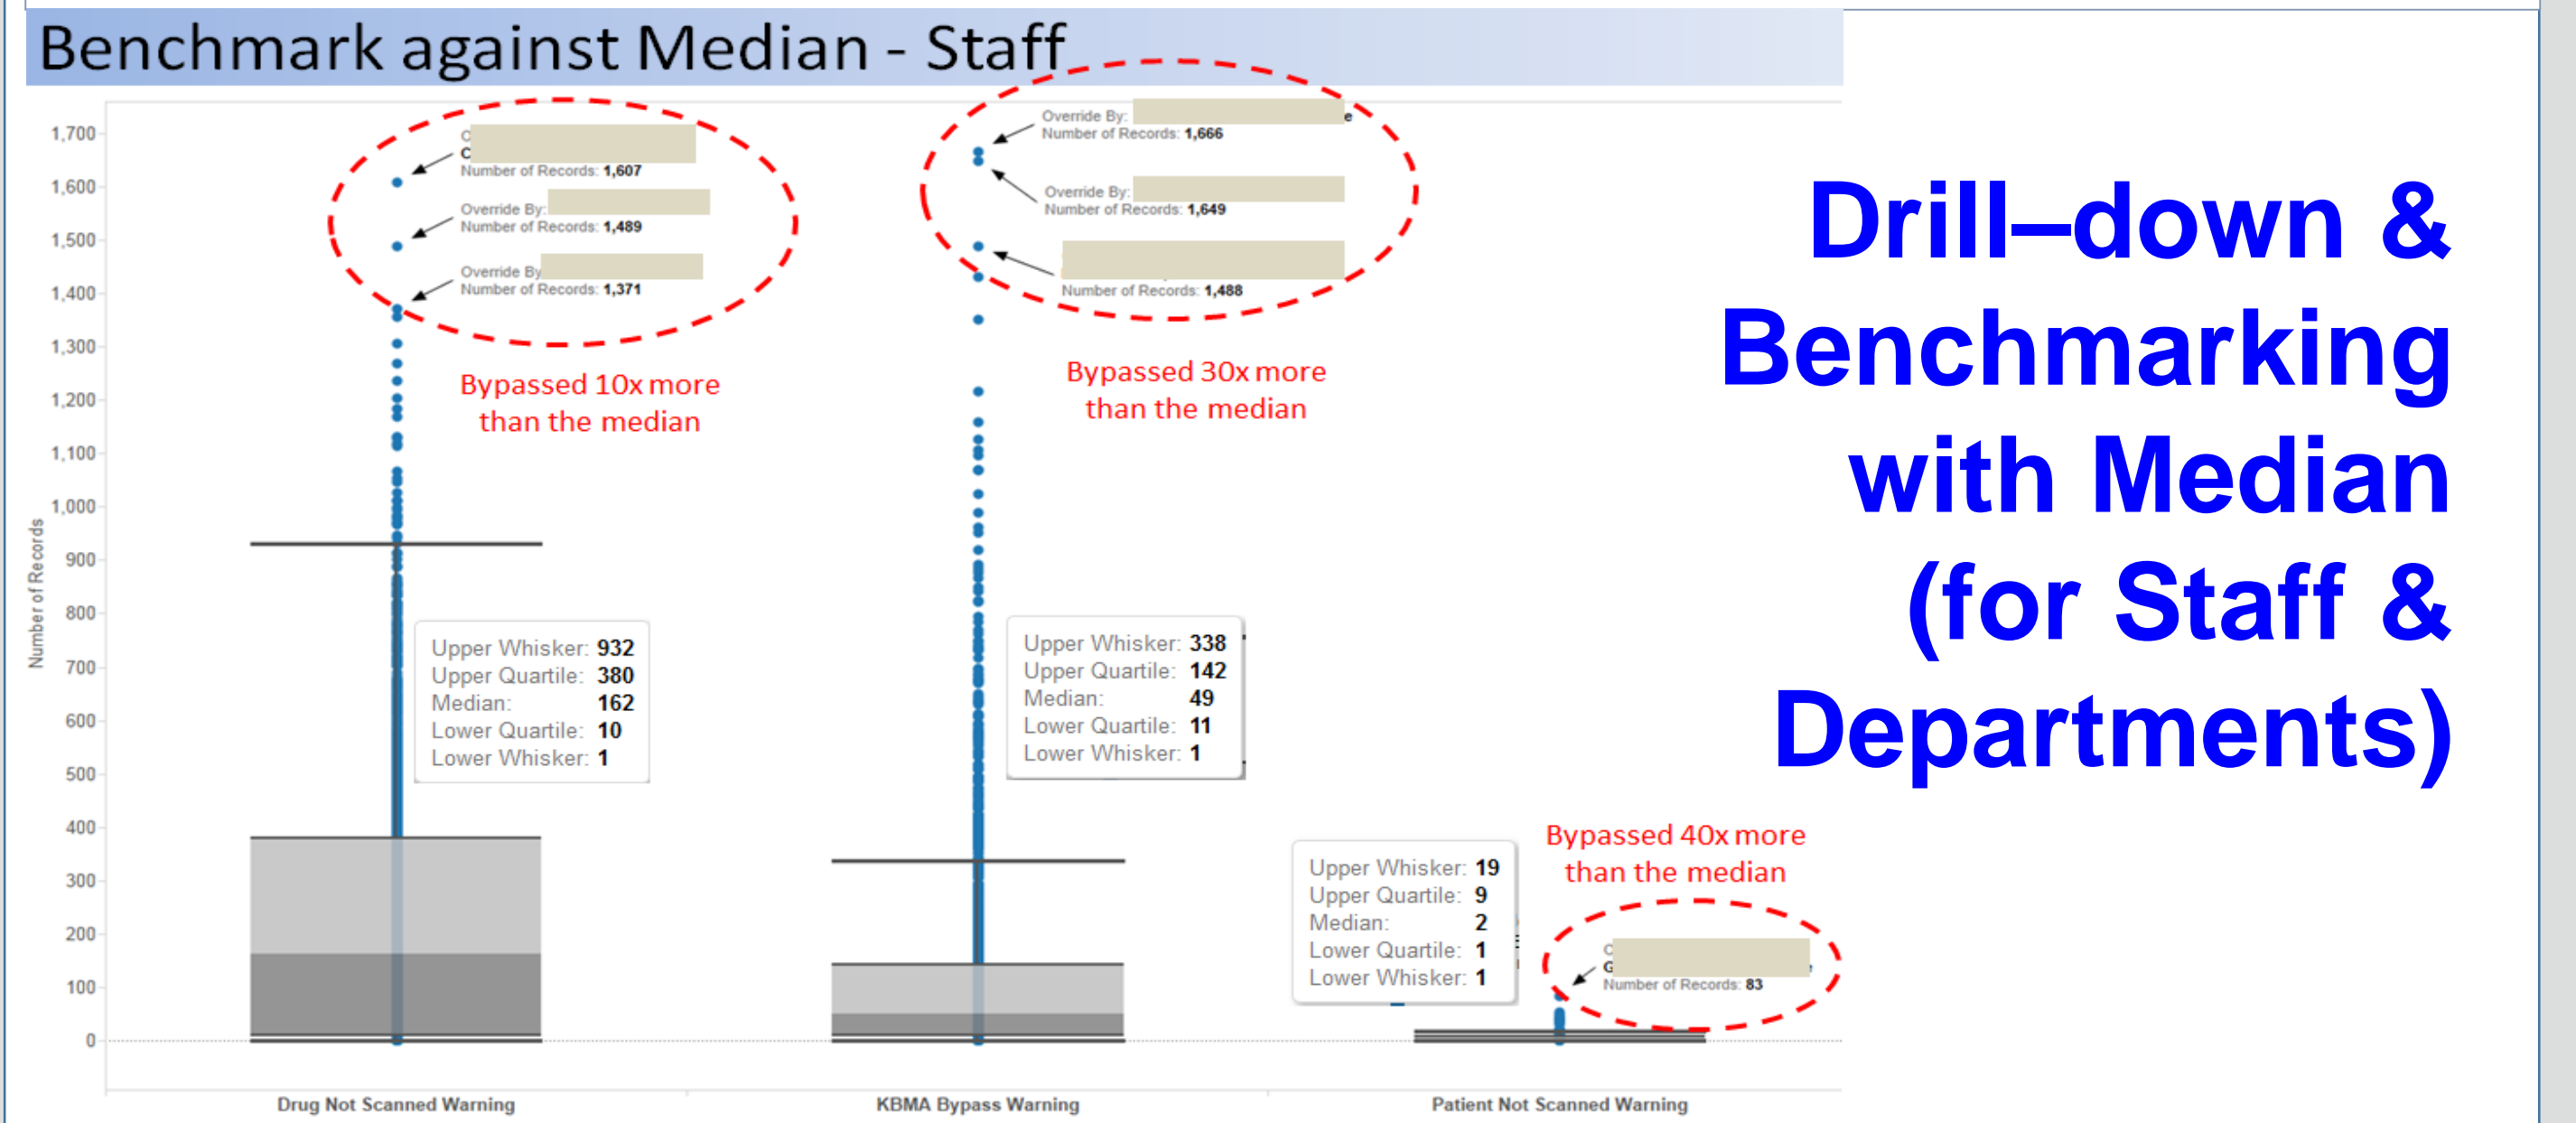 Benchmark against Median - Staff
1,700
1,600
1,500
1,400
1,300
1,200
1,100
1,000
900
800
700
600
500
400
300
200
100
0
Number of Records
Number of Records: 1,607
Override By:
Number of Records: 1,489
Override By
Number of Records: 1,371
Bypassed 10x more
than the median
Upper Whisker: 932
Upper Quartile: 380
Median: 162
Lower Quartile: 10
Lower Whisker: 1
Override By:
Number of Records: 1,666
Override By:
Number of Records: 1,649
Number of Records: 1,488
Bypassed 30x more
than the median
Upper Whisker: 338
Upper Quartile: 142
Median: 49
Lower Quartile: 11
Lower Whisker: 1
Upper Whisker: 19
Upper Quartile: 9
Median: 2
Lower Quartile: 1
Lower Whisker: 1
Bypassed 40x more
than the median
Number of Records: 83
Drug Not Scanned Warning
KBMA Bypass Warning
Patient Not Scanned Warning
Drill–down &
Benchmarking
with Median
(for Staff &
Departments)